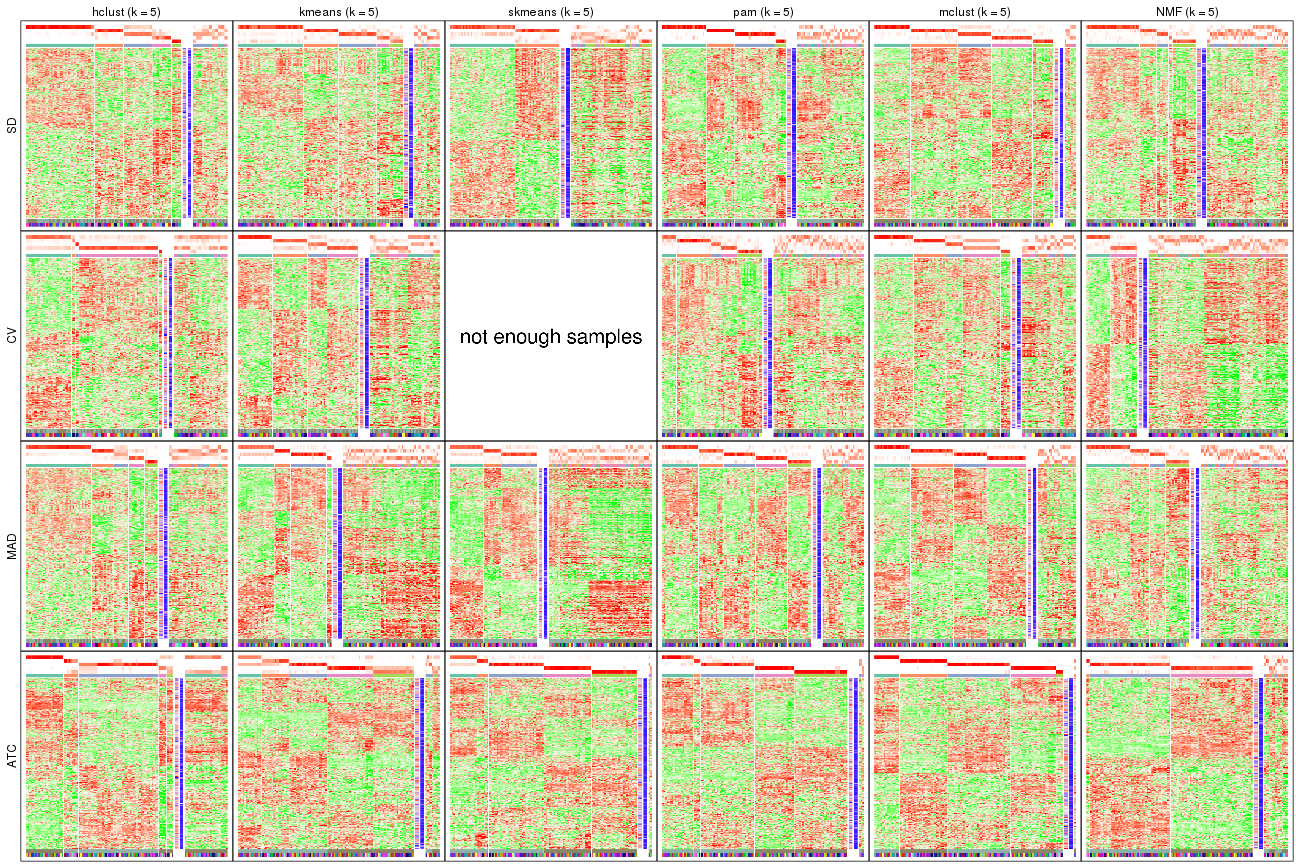 hclust (k = 5)
kmeans (k = 5)
skmeans (k = 5)
pam (k = 5)
mclust (k = 5)
NMF (k = 5)
SD
CV
not enough samples
MAD
ATC